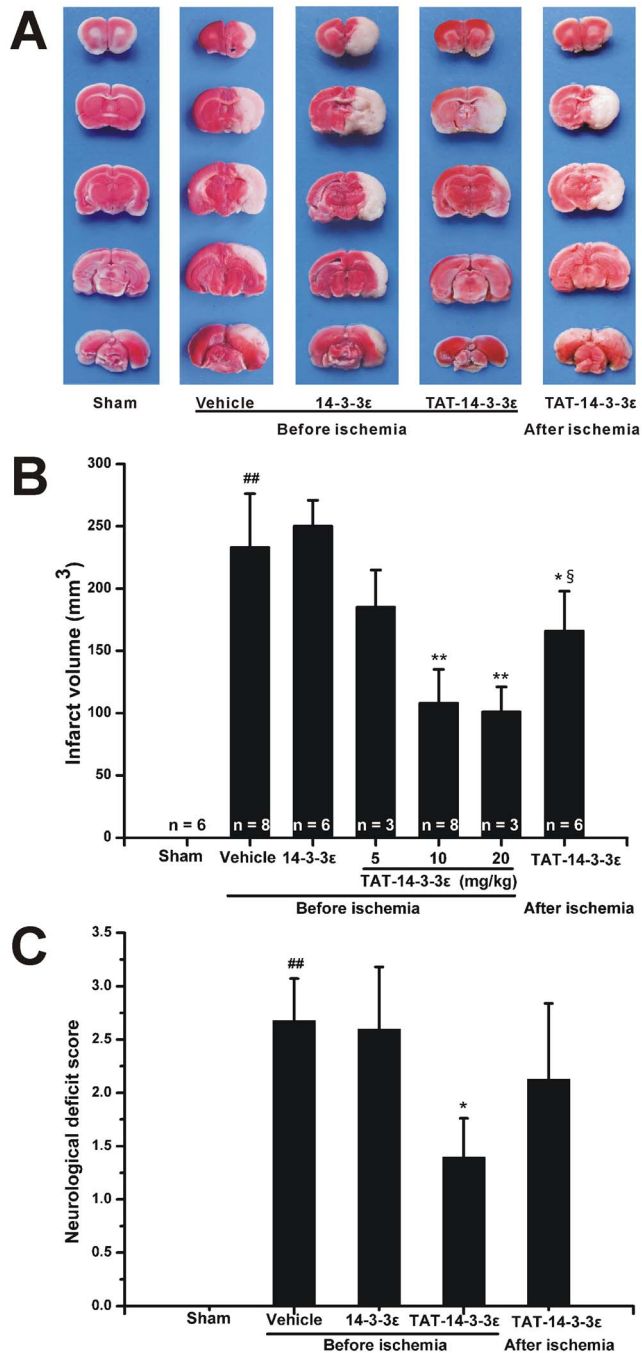 A
Sham Vehicle 14-3-3ε TAT-14-3-3ε TAT-14-3-3ε
Before ischemia After ischemia
B
Infarct volume (mm³)
300
250
200
150
100
50
0
##
**
**
* §
n = 6 n = 8 n = 6 n = 3 n = 8 n = 3 n = 6
Sham Vehicle 14-3-3ε 5 10 20 TAT-14-3-3ε
TAT-14-3-3ε (mg/kg)
Before ischemia After ischemia
C
Neurological deficit score
3.5
3.0
2.5
2.0
1.5
1.0
0.5
0.0
##
*
Sham Vehicle 14-3-3ε TAT-14-3-3ε TAT-14-3-3ε
Before ischemia After ischemia